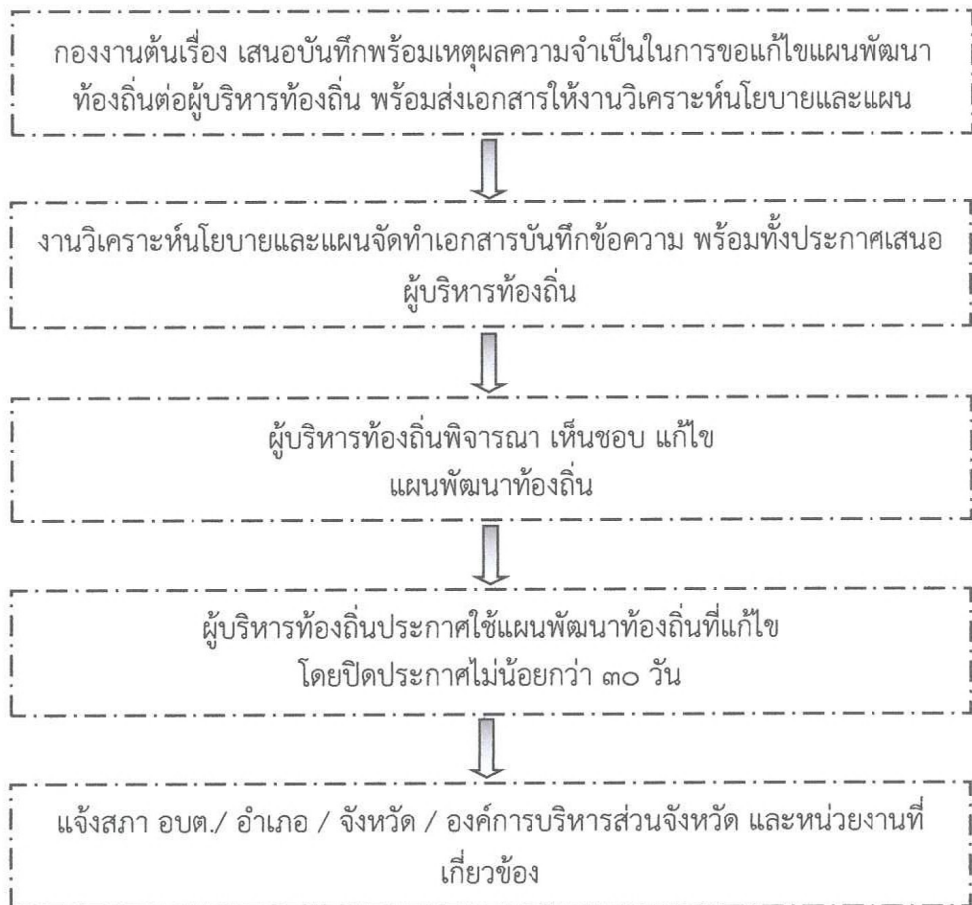 กองงานต้นเรื่อง เสนอบันทึกพร้อมเหตุผลความจำเป็นในการขอแก้ไขแผนพัฒนา
ท้องถิ่นต่อผู้บริหารท้องถิ่น พร้อมส่งเอกสารให้งานวิเคราะห์นโยบายและแผน
งานวิเคราะห์นโยบายและแผนจัดทำเอกสารบันทึกข้อความ พร้อมทั้งประกาศเสนอ
ผู้บริหารท้องถิ่น
ผู้บริหารท้องถิ่นพิจารณา เห็นชอบ แก้ไข
แผนพัฒนาท้องถิ่น
ผู้บริหารท้องถิ่นประกาศใช้แผนพัฒนาท้องถิ่นที่แก้ไข
โดยปิดประกาศไม่น้อยกว่า ๓๐ วัน
แจ้งสภา อบต./ อำเภอ / จังหวัด / องค์การบริหารส่วนจังหวัด และหน่วยงานที่
เกี่ยวข้อง